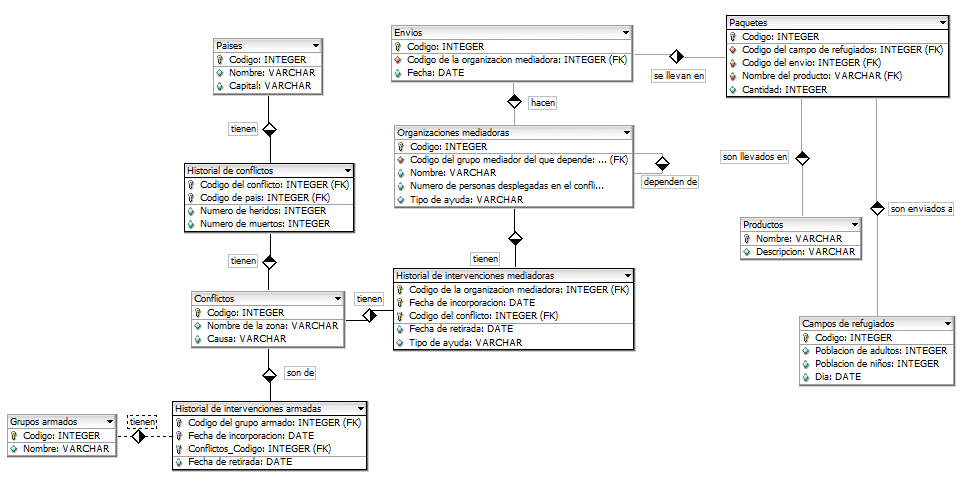 Paises
Codigo: INTEGER
Nombre: VARCHAR
Capital: VARCHAR
tienen
Historial de conflictos
Codigo del conflicto: INTEGER (FK)
Codigo de pais: INTEGER (FK)
Numero de heridos: INTEGER
Numero de muertos: INTEGER
tienen
Conflictos
Codigo: INTEGER
Nombre de la zona: VARCHAR
Causa: VARCHAR
son de
Historial de intervenciones armadas
Codigo del grupo armado: INTEGER (FK)
Fecha de incorporacion: DATE
Conflictos_Codigo: INTEGER (FK)
Fecha de retirada: DATE
tienen
Grupos armados
Codigo: INTEGER
Nombre: VARCHAR
Envios
Codigo: INTEGER
Codigo de la organizacion mediadora: INTEGER (FK)
Fecha: DATE
hacen
Organizaciones mediadoras
Codigo: INTEGER
Codigo del grupo mediador del que depende: ... (FK)
Nombre: VARCHAR
Numero de personas desplegadas en el confli...
Tipo de ayuda: VARCHAR
dependen de
tienen
Historial de intervenciones mediadoras
Codigo de la organizacion mediadora: INTEGER (FK)
Fecha de incorporacion: DATE
Codigo del conflicto: INTEGER (FK)
Fecha de retirada: DATE
Tipo de ayuda: VARCHAR
tienen
se llevan en
Paquetes
Codigo: INTEGER
Codigo del campo de refugiados: INTEGER (FK)
Codigo del envio: INTEGER (FK)
Nombre del producto: VARCHAR (FK)
Cantidad: INTEGER
son llevados en
Productos
Nombre: VARCHAR
Descripcion: VARCHAR
son enviados a
Campos de refugiados
Codigo: INTEGER
Poblacion de adultos: INTEGER
Poblacion de niños: INTEGER
Dia: DATE